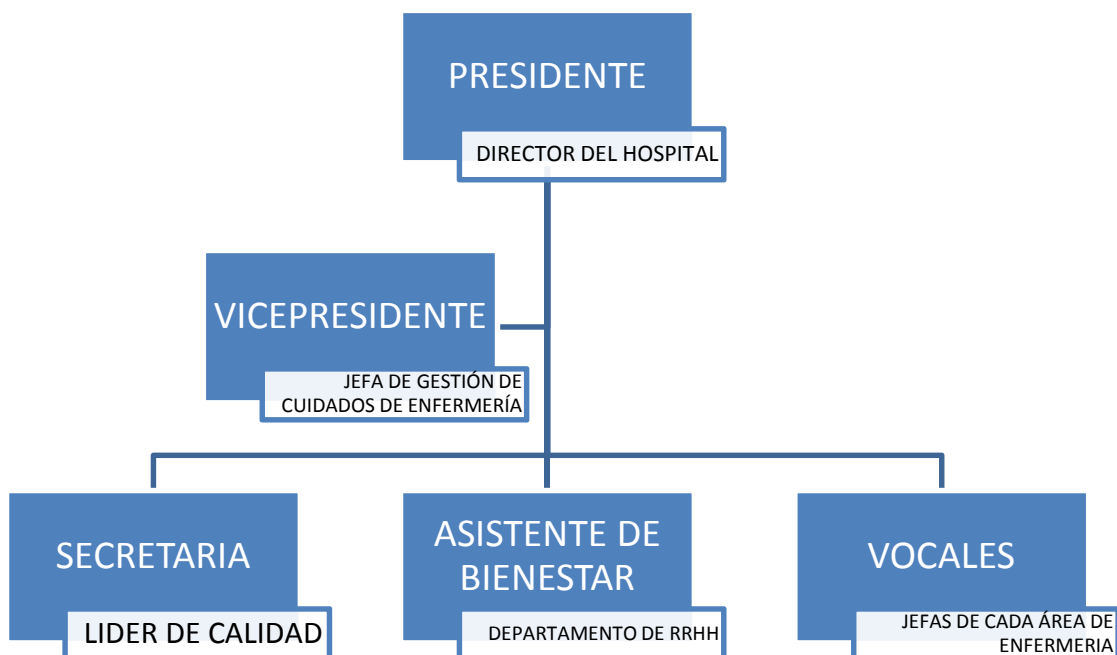 PRESIDENTE
DIRECTOR DEL HOSPITAL
VICEPRESIDENTE
JEFA DE GESTIÓN DE
CUIDADOS DE ENFERMERÍA
SECRETARIA
LIDER DE CALIDAD
ASISTENTE DE
BIENESTAR
DEPARTAMENTO DE RRHH
VOCALES
JEFAS DE CADA ÁREA DE
ENFERMERIA